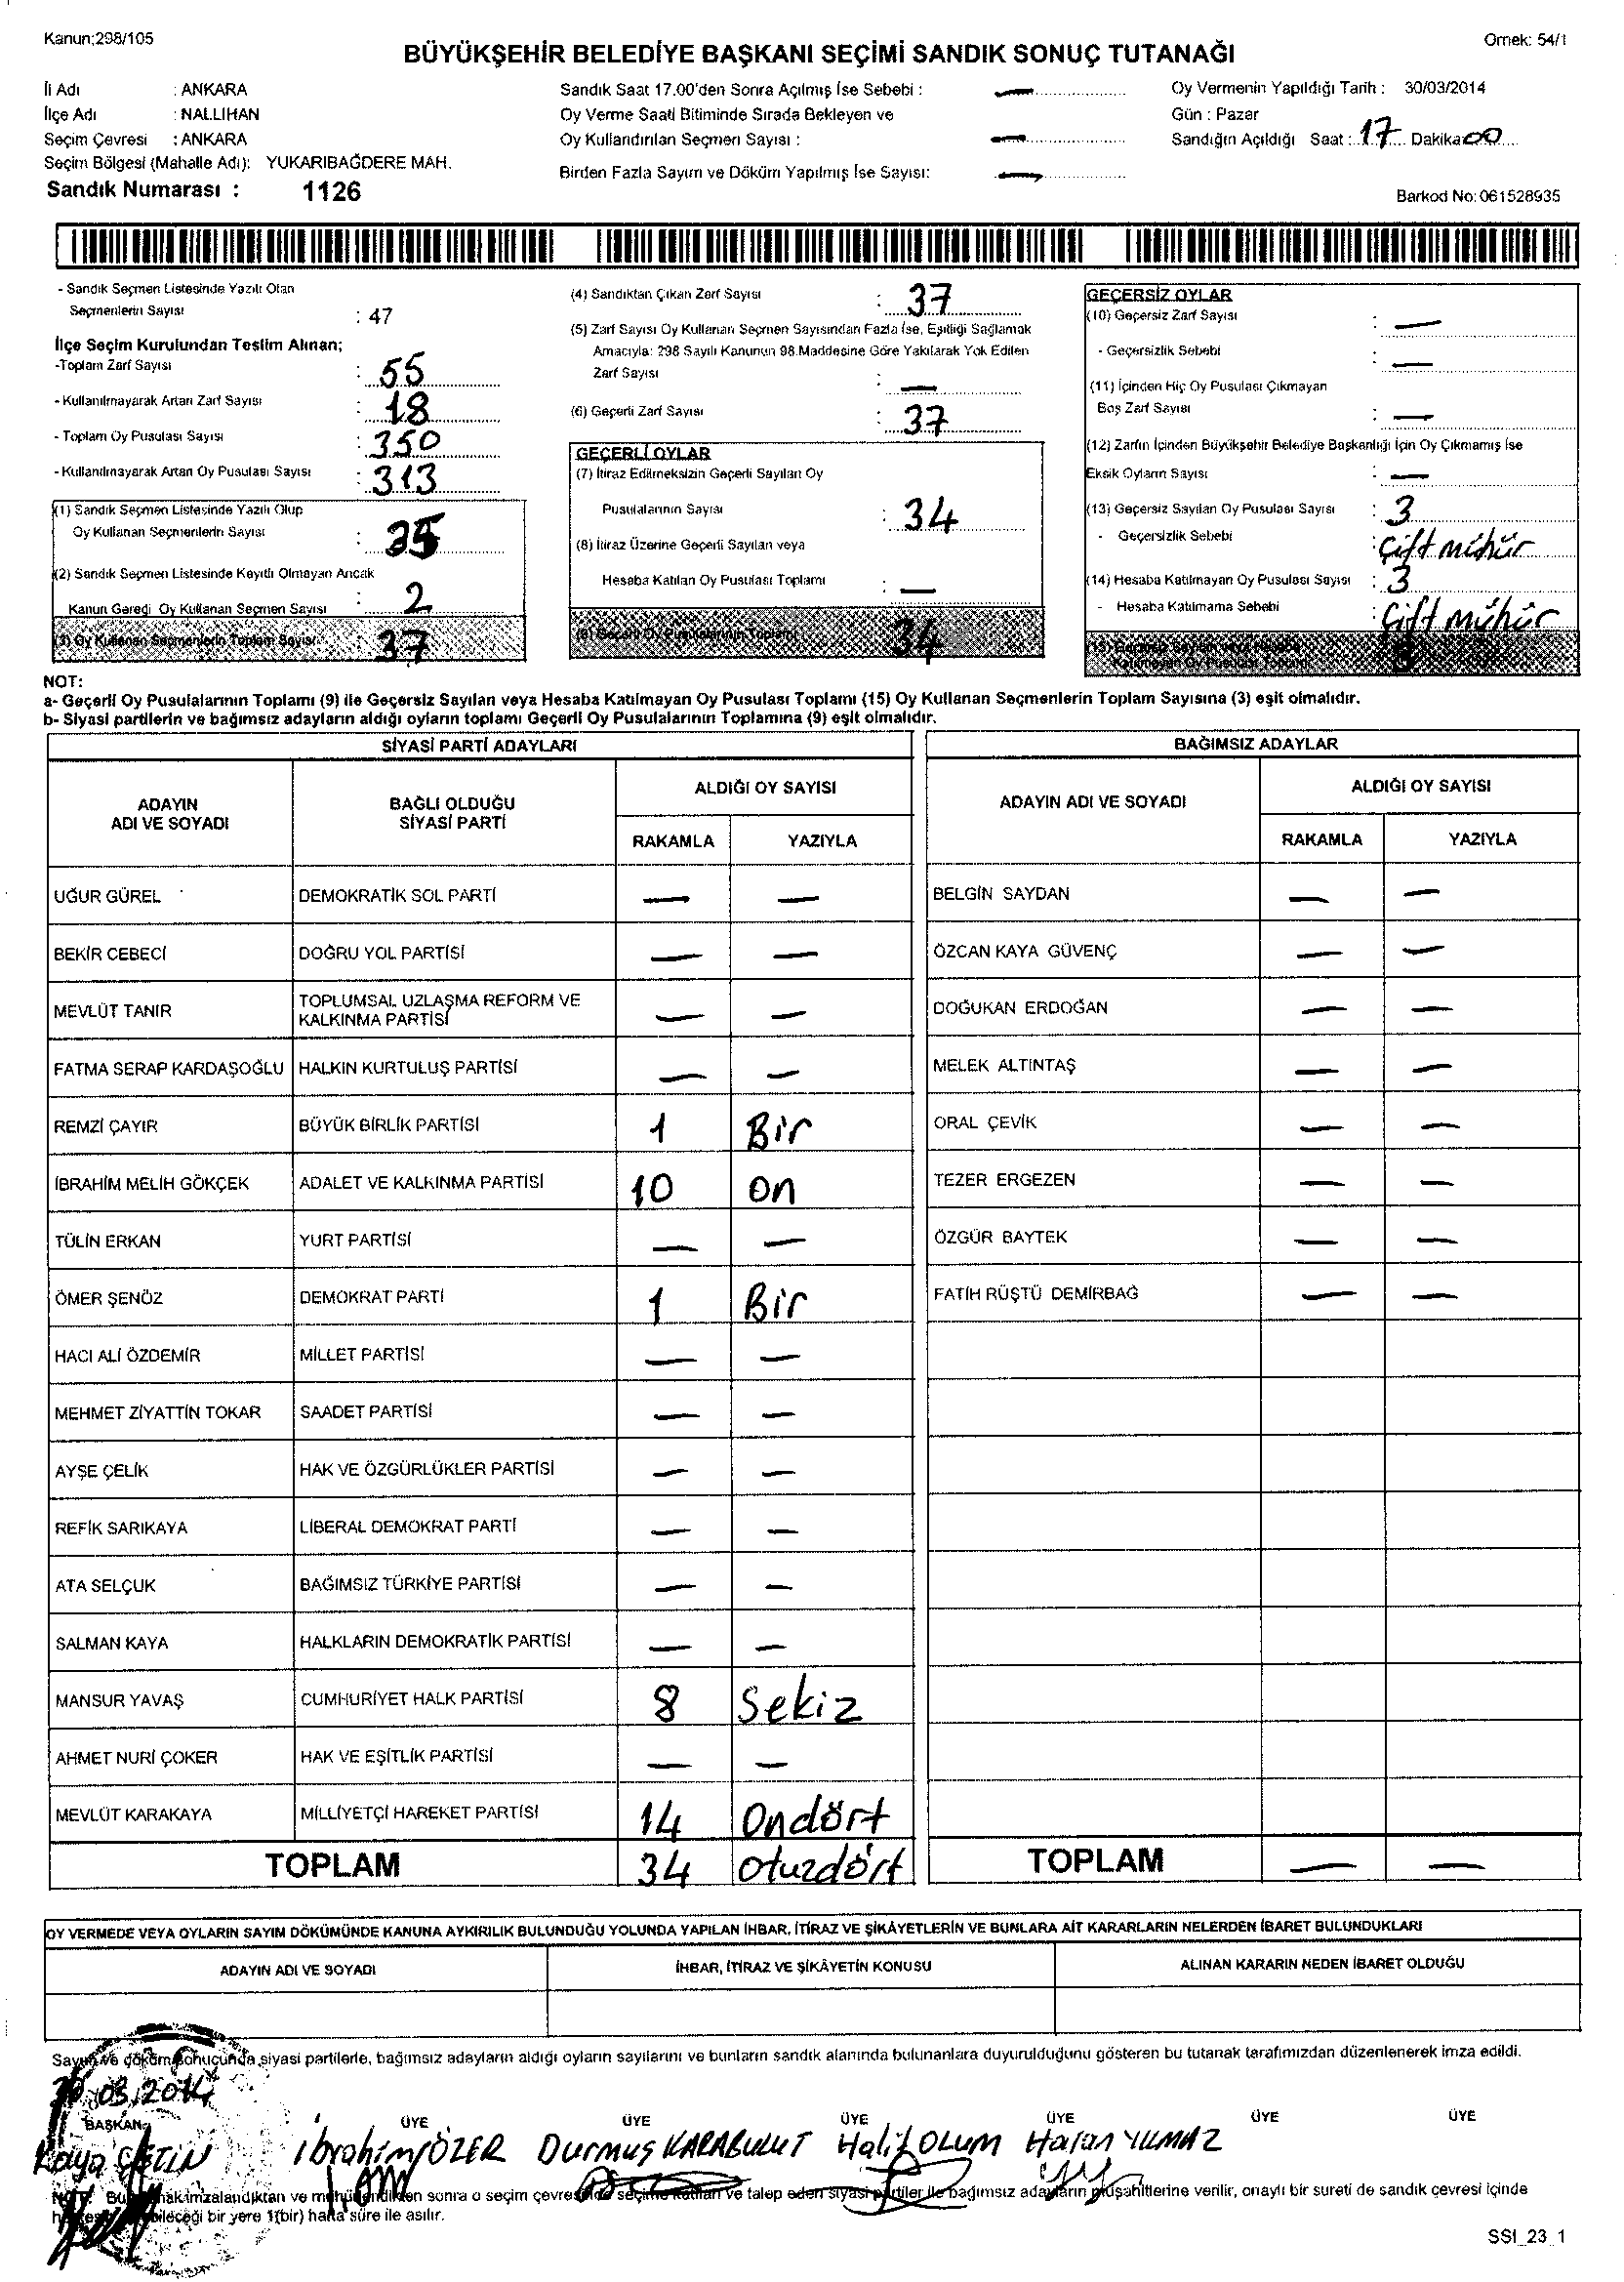 Kanun;298/105
Örnek: 54/1
BÜYÜKŞEHİR BELEDİYE BAŞKANI SEÇİMİ SANDIK SONUÇ TUTANAĞI
İli Adı : ANKARA
İlçe Adı : NALLIHAN
Seçim Çevresi : ANKARA
Seçim Bölgesi (Mahalle Adı): YUKARIBAĞDERE MAH.
Sandık Numarası : 1126
Sandık Saat 17.00'den Sonra Açılmış İse Sebebi : —
Oy Verme Saati Bitiminde Sırada Bekleyen ve
Oy Kullandırılan Seçmen Sayısı : —
Birden Fazla Sayım ve Döküm Yapılmış İse Sayısı: —
Oy Vermenin Yapıldığı Tarih : 30/03/2014
Gün : Pazar
Sandığın Açıldığı Saat : 17 Dakika 00
Barkod No:061528935
- Sandık Seçmen Listesinde Yazılı Olan
Seçmenlerin Sayısı : 47
İlçe Seçim Kurulundan Teslim Alınan;
-Toplam Zarf Sayısı : 55
- Kullanılmayarak Artan Zarf Sayısı : 18
- Toplam Oy Pusulası Sayısı : 350
- Kullanılmayarak Artan Oy Pusulası Sayısı : 313
(1) Sandık Seçmen Listesinde Yazılı Olup
Oy Kullanan Seçmenlerin Sayısı : 35
(2) Sandık Seçmen Listesinde Kayıtlı Olmayan Ancak
Kanun Geregi Oy Kullanan Seçmen Sayısı : 2
(3) Oy Kullanan Seçmenlerin Toplam Sayısı 37
(4) Sandıktan Çıkan Zarf Sayısı : 37
(5) Zarf Sayısı Oy Kullanan Seçmen Sayısından Fazla İse, Eşitliği Sağlamak
Amacıyla: 298 Sayılı Kanunun 98.Maddesine Göre Yakılarak Yok Edilen
Zarf Sayısı : —
(6) Geçerli Zarf Sayısı : 37
GEÇERLİ OYLAR
(7) İtiraz Edilmeksizin Geçerli Sayılan Oy
Pusulalarının Sayısı : 34
(8) İtiraz Üzerine Geçerli Sayılan veya
Hesaba Katılan Oy Pusulası Toplamı : —
(9) Geçerli Oy Pusulalarının Toplamı 34
GEÇERSİZ OYLAR
(10) Geçersiz Zarf Sayısı : —
- Geçersizlik Sebebi : —
(11) İçinden Hiç Oy Pusulası Çıkmayan
Boş Zarf Sayısı : —
(12) Zarfın İçinden Büyükşehir Belediye Başkanlığı İçin Oy Çıkmamış İse
Eksik Oyların Sayısı : —
(13) Geçersiz Sayılan Oy Pusulası Sayısı : 3
- Geçersizlik Sebebi : Çift mühür
(14) Hesaba Katılmayan Oy Pusulası Sayısı : 3
- Hesaba Katılmama Sebebi : Çift mühür
(15) Geçersiz Sayılan veya Hesaba
Katılmayan Oy Pusulası Toplamı
NOT:
a- Geçerli Oy Pusulalarının Toplamı (9) ile Geçersiz Sayılan veya Hesaba Katılmayan Oy Pusulası Toplamı (15) Oy Kullanan Seçmenlerin Toplam Sayısına (3) eşit olmalıdır.
b- Siyasi partilerin ve bağımsız adayların aldığı oyların toplamı Geçerli Oy Pusulalarının Toplamına (9) eşit olmalıdır.
SİYASİ PARTİ ADAYLARI
ADAYIN ADI VE SOYADI BAĞLI OLDUĞU SİYASİ PARTİ ALDIĞI OY SAYISI
RAKAMLA YAZIYLA
UĞUR GÜREL DEMOKRATİK SOL PARTİ — —
BEKİR CEBECİ DOĞRU YOL PARTİSİ — —
MEVLÜT TANIR TOPLUMSAL UZLAŞMA REFORM VE KALKINMA PARTİSİ — —
FATMA SERAP KARDAŞOĞLU HALKIN KURTULUŞ PARTİSİ — —
REMZİ ÇAYIR BÜYÜK BİRLİK PARTİSİ 1 Bir
İBRAHİM MELİH GÖKÇEK ADALET VE KALKINMA PARTİSİ 10 on
TÜLİN ERKAN YURT PARTİSİ — —
ÖMER ŞENÖZ DEMOKRAT PARTİ 1 Bir
HACI ALİ ÖZDEMİR MİLLET PARTİSİ — —
MEHMET ZİYATTİN TOKAR SAADET PARTİSİ — —
AYŞE ÇELİK HAK VE ÖZGÜRLÜKLER PARTİSİ — —
REFİK SARIKAYA LİBERAL DEMOKRAT PARTİ — —
ATA SELÇUK BAĞIMSIZ TÜRKİYE PARTİSİ — —
SALMAN KAYA HALKLARIN DEMOKRATİK PARTİSİ — —
MANSUR YAVAŞ CUMHURİYET HALK PARTİSİ 8 Sekiz
AHMET NURİ ÇOKER HAK VE EŞİTLİK PARTİSİ — —
MEVLÜT KARAKAYA MİLLİYETÇİ HAREKET PARTİSİ 14 Ondört
TOPLAM 34 otuzdört
BAĞIMSIZ ADAYLAR
ADAYIN ADI VE SOYADI ALDIĞI OY SAYISI
RAKAMLA YAZIYLA
BELGİN SAYDAN — —
ÖZCAN KAYA GÜVENÇ — —
DOĞUKAN ERDOĞAN — —
MELEK ALTINTAŞ — —
ORAL ÇEVİK — —
TEZER ERGEZEN — —
ÖZGÜR BAYTEK — —
FATİH RÜŞTÜ DEMİRBAĞ — —
TOPLAM — —
OY VERMEDE VEYA OYLARIN SAYIM DÖKÜMÜNDE KANUNA AYKIRILIK BULUNDUĞU YOLUNDA YAPILAN İHBAR, İTİRAZ VE ŞİKÂYETLERİN VE BUNLARA AİT KARARLARIN NELERDEN İBARET BULUNDUKLARI
ADAYIN ADI VE SOYADI İHBAR, İTİRAZ VE ŞİKÂYETİN KONUSU ALINAN KARARIN NEDEN İBARET OLDUĞU
Sayım ve döküm sonucunda siyasi partilerle, bağımsız adayların aldığı oyların sayılarını ve bunların sandık alanında bulunanlara duyurulduğunu gösteren bu tutanak tarafımızdan düzenlenerek imza edildi.
30.03.2014
BAŞKAN ÜYE ÜYE ÜYE ÜYE ÜYE ÜYE
Kaya ÇETİN İbrahim ÖZER Durmuş KARABULUT Halil OLUM Hasan YILMAZ
NOT: Bu tutanak imzalandıktan ve mühürlendikten sonra o seçim çevresinde seçime katılan ve talep eden siyasi partiler ile bağımsız adayların müşahitlerine verilir, onaylı bir sureti de sandık çevresi içinde
bileceği bir yere 1(bir) hafta süre ile asılır.
SSI_23_1